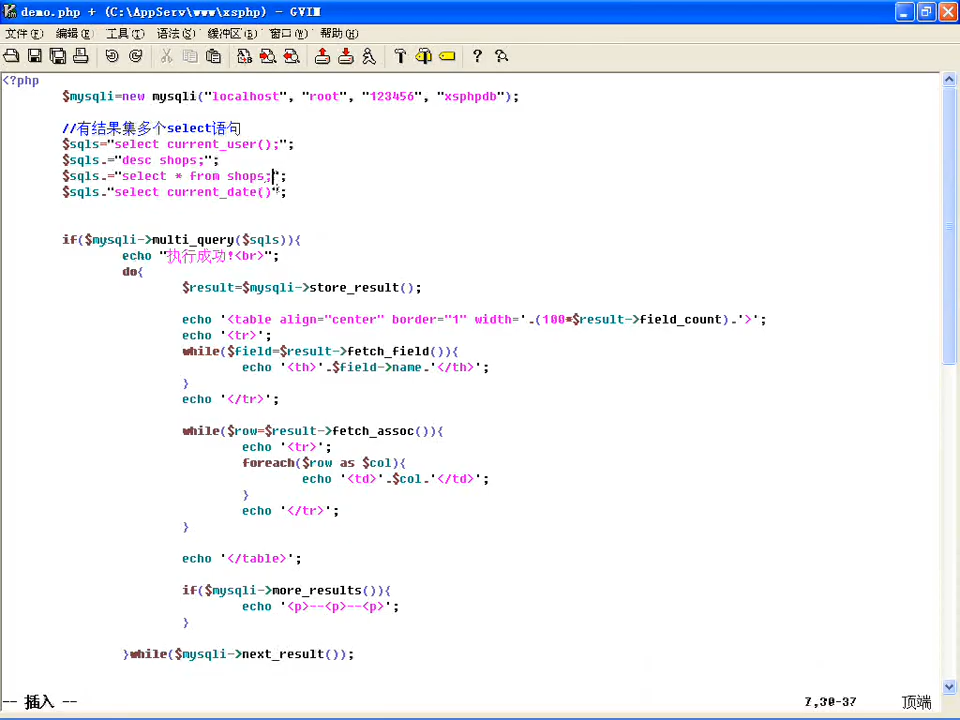 demo.php + (C:\AppServ\www\xsphp) - GVIM
文件(F) 编辑(E) 工具(T) 语法(S) 缓冲区(B) 窗口(W) 帮助(H)
<?php
$mysqli=new mysqli("localhost", "root", "123456", "xsphpdb");
//有结果集多个select语句
$sqls="select current_user();";
$sqls.="desc shops;";
$sqls.="select * from shops;";
$sqls."select current_date()";
if($mysqli->multi_query($sqls)){
echo "执行成功!<br>";
do{
$result=$mysqli->store_result();
echo '<table align="center" border="1" width='.(100*$result->field_count).'>';
echo '<tr>';
while($field=$result->fetch_field()){
echo '<th>'.$field->name.'</th>';
}
echo '</tr>';
while($row=$result->fetch_assoc()){
echo '<tr>';
foreach($row as $col){
echo '<td>'.$col.'</td>';
}
echo '</tr>';
}
echo '</table>';
if($mysqli->more_results()){
echo '<p>--<p>--<p>';
}
}while($mysqli->next_result());
-- 插入 --
7,30-37
顶端